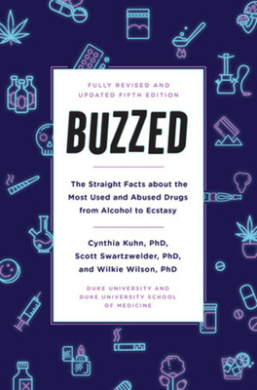 FULLY REVISED AND
UPDATED FIFTH EDITION
BUZZED
The Straight Facts about the
Most Used and Abused Drugs
from Alcohol to Ecstasy
Cynthia Kuhn, PhD,
Scott Swartzwelder, PhD,
and Wilkie Wilson, PhD
DUKE UNIVERSITY AND
DUKE UNIVERSITY SCHOOL
OF MEDICINE